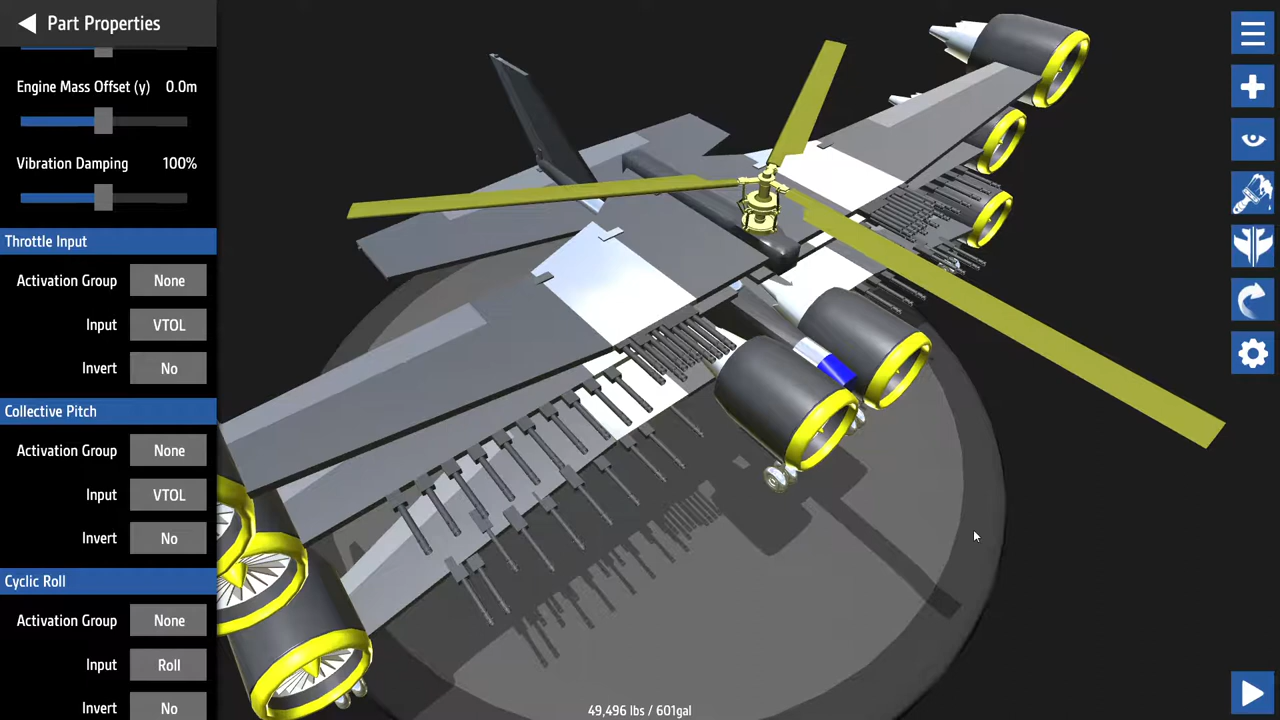 Part Properties
Engine Mass Offset (y) 0.0m
Vibration Damping 100%
Throttle Input
Activation Group None
Input VTOL
Invert No
Collective Pitch
Activation Group None
Input VTOL
Invert No
Cyclic Roll
Activation Group None
Input Roll
Invert No
49,496 lbs / 601gal